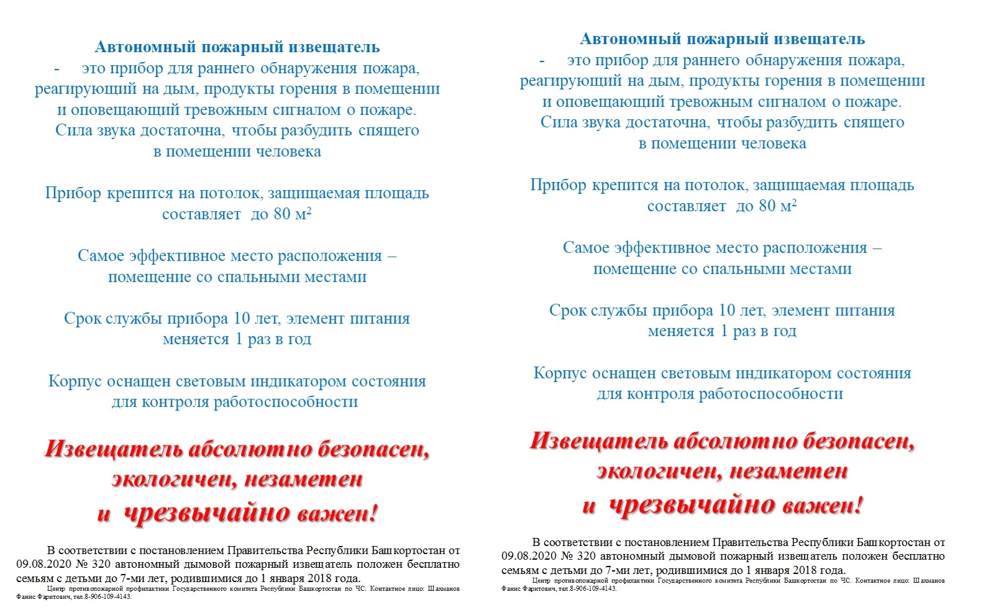 Автономный пожарный извещатель
- это прибор для раннего обнаружения пожара,
реагирующий на дым, продукты горения в помещении
и оповещающий тревожным сигналом о пожаре.
Сила звука достаточна, чтобы разбудить спящего
в помещении человека
Прибор крепится на потолок, защищаемая площадь
составляет до 80 м²
Самое эффективное место расположения –
помещение со спальными местами
Срок службы прибора 10 лет, элемент питания
меняется 1 раз в год
Корпус оснащен световым индикатором состояния
для контроля работоспособности
Извещатель абсолютно безопасен,
экологичен, незаметен
и чрезвычайно важен!
В соответствии с постановлением Правительства Республики Башкортостан от
09.08.2020 № 320 автономный дымовой пожарный извещатель положен бесплатно
семьям с детьми до 7-ми лет, родившимися до 1 января 2018 года.
Центр противопожарной профилактики Государственного комитета Республики Башкортостан по ЧС. Контактное лицо: Шахманов
Фанис Фаритович, тел.8-906-109-4143.
Автономный пожарный извещатель
- это прибор для раннего обнаружения пожара,
реагирующий на дым, продукты горения в помещении
и оповещающий тревожным сигналом о пожаре.
Сила звука достаточна, чтобы разбудить спящего
в помещении человека
Прибор крепится на потолок, защищаемая площадь
составляет до 80 м²
Самое эффективное место расположения –
помещение со спальными местами
Срок службы прибора 10 лет, элемент питания
меняется 1 раз в год
Корпус оснащен световым индикатором состояния
для контроля работоспособности
Извещатель абсолютно безопасен,
экологичен, незаметен
и чрезвычайно важен!
В соответствии с постановлением Правительства Республики Башкортостан от
09.08.2020 № 320 автономный дымовой пожарный извещатель положен бесплатно
семьям с детьми до 7-ми лет, родившимися до 1 января 2018 года.
Центр противопожарной профилактики Государственного комитета Республики Башкортостан по ЧС. Контактное лицо: Шахманов
Фанис Фаритович, тел.8-906-109-4143.